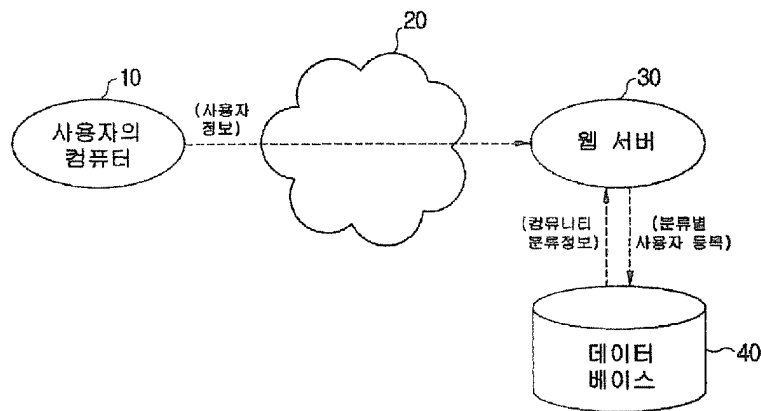 20
10
30
(사용자
정보)
사용자의
컴퓨터
웹 서버
(컴뮤니티
분류정보)
(분류별
사용자 등록)
데이터
베이스
40